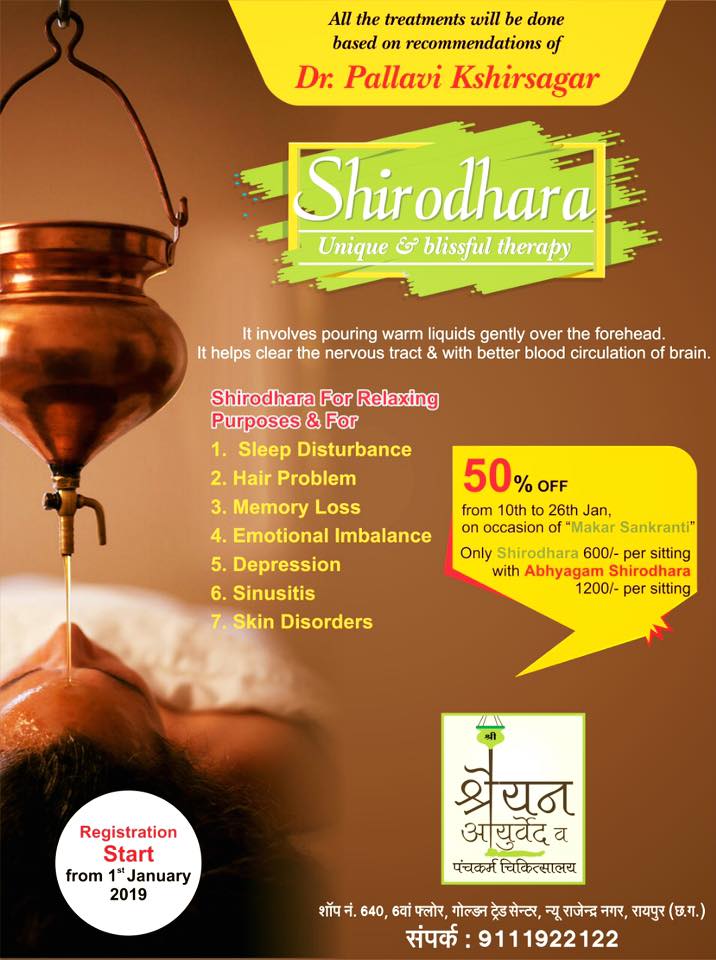 All the treatments will be done
based on recommendations of
Dr. Pallavi Kshirsagar
Shirodhara
Unique & blissful therapy
It involves pouring warm liquids gently over the forehead.
It helps clear the nervous tract & with better blood circulation of brain.
Shirodhara For Relaxing
Purposes & For
1. Sleep Disturbance
2. Hair Problem
3. Memory Loss
4. Emotional Imbalance
5. Depression
6. Sinusitis
7. Skin Disorders
50% OFF
from 10th to 26th Jan,
on occasion of “Makar Sankranti”
Only Shirodhara 600/- per sitting
with Abhyagam Shirodhara
1200/- per sitting
श्री
श्रेयन
आयुर्वेद व
पंचकर्म चिकित्सालय
Registration
Start
from 1st January
2019
शॉप नं. 640, 6वां फ्लोर, गोल्डन ट्रेड सेन्टर, न्यू राजेन्द्र नगर, रायपुर (छ.ग.)
संपर्क : 9111922122